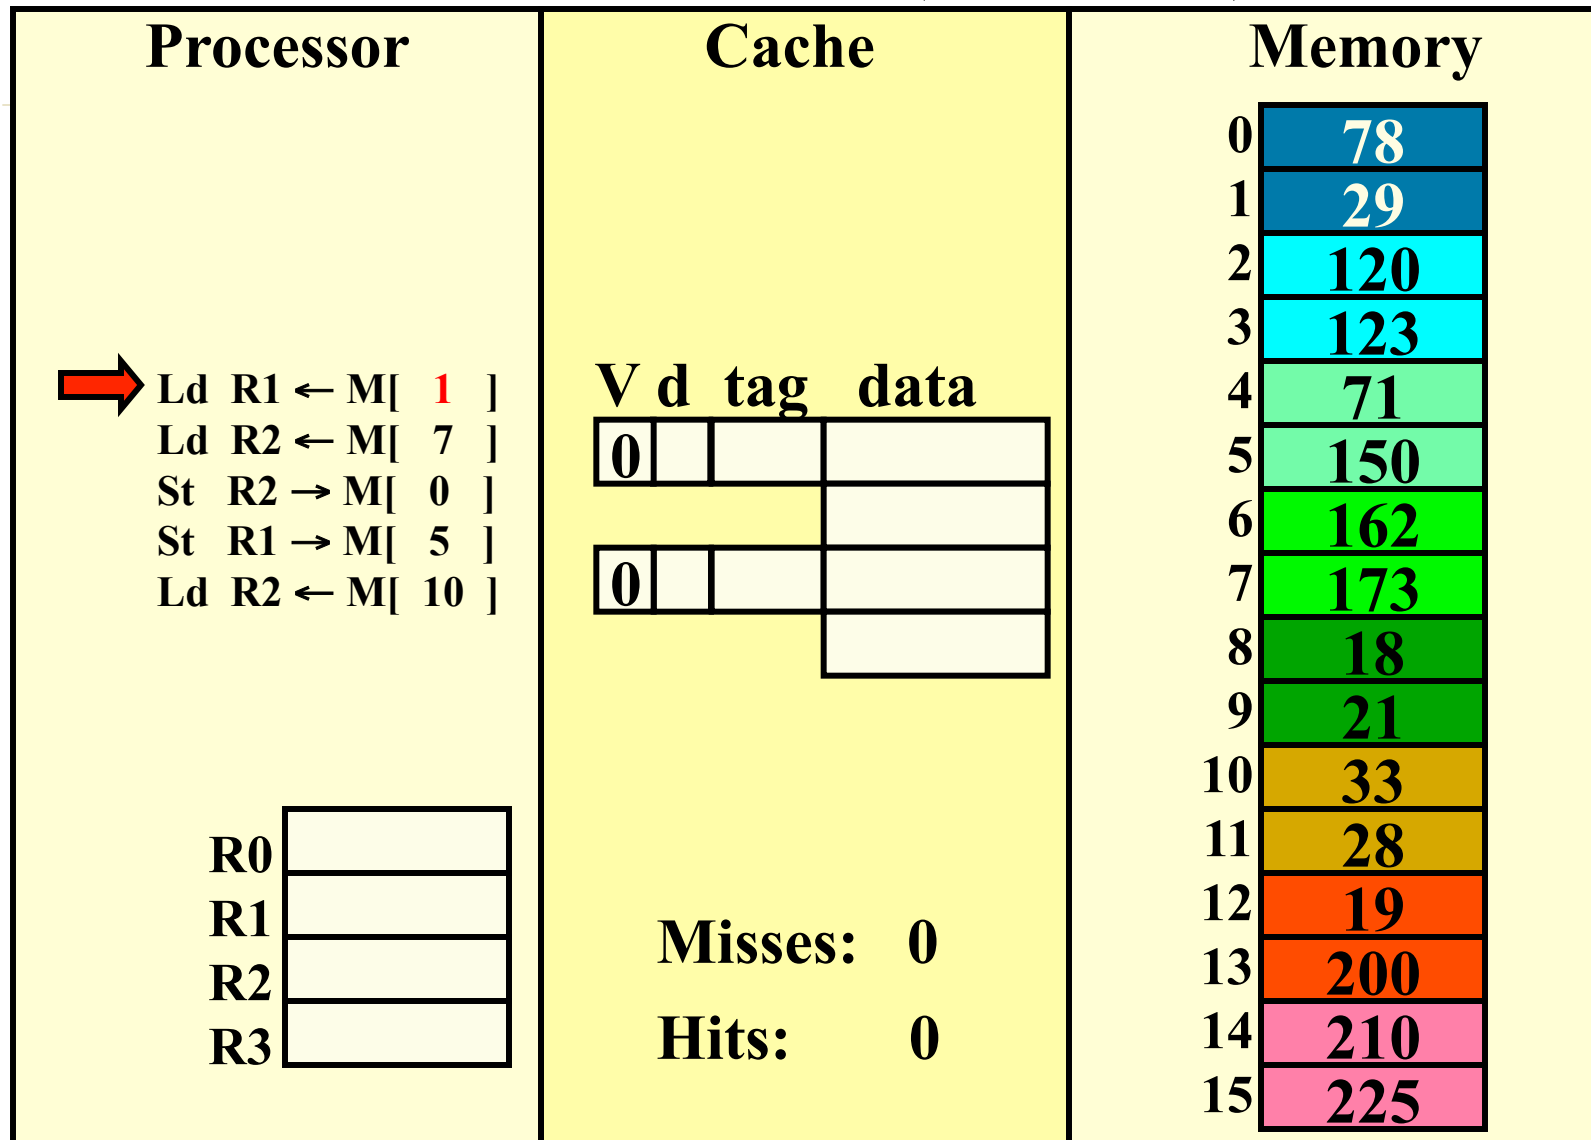 Processor
Ld R1 ← M[ 1 ]
Ld R2 ← M[ 7 ]
St R2 → M[ 0 ]
St R1 → M[ 5 ]
Ld R2 ← M[ 10 ]
R0
R1
R2
R3
Cache
V d tag data
0
0
Misses: 0
Hits: 0
Memory
0 78
1 29
2 120
3 123
4 71
5 150
6 162
7 173
8 18
9 21
10 33
11 28
12 19
13 200
14 210
15 225